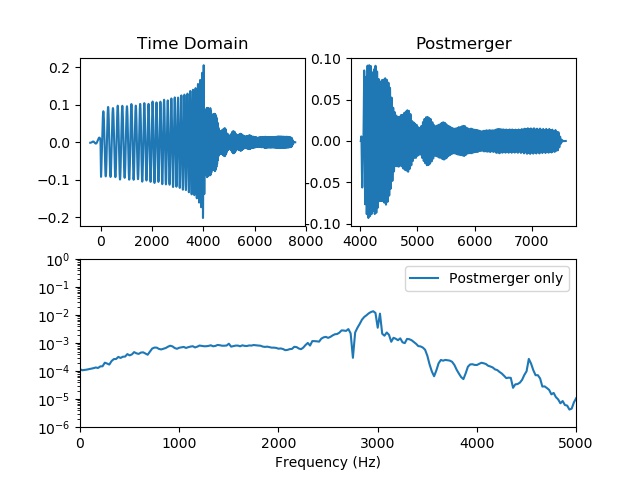 Time Domain
Postmerger
0.2
0.1
0.0
−0.1
−0.2
0 2000 4000 6000 8000
0.10
0.05
0.00
−0.05
−0.10
4000 5000 6000 7000
10⁰
10⁻¹
10⁻²
10⁻³
10⁻⁴
10⁻⁵
10⁻⁶
Postmerger only
0 1000 2000 3000 4000 5000
Frequency (Hz)